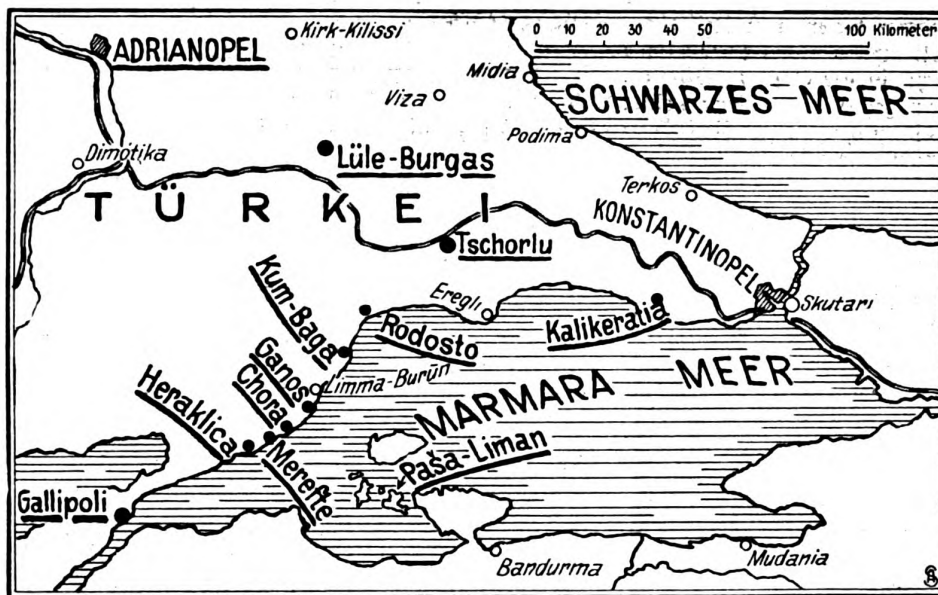 Kirk-Kilissi
0 10 20 30 40 50 100 Kilometer
ADRIANOPEL
Midia
Viza
SCHWARZES MEER
Podima
Dimotika
Lüle-Burgas
TÜRKEI
Terkos
KONSTANTINOPEL
Tschorlu
Kum-Baga
Eregli
Skutari
Rodosto
Kalikeratia
Ganos
Limma-Burün
Chora
MARMARA MEER
Heraklica
Merefte
Paša-Liman
Gallipoli
Bandurma
Mudania